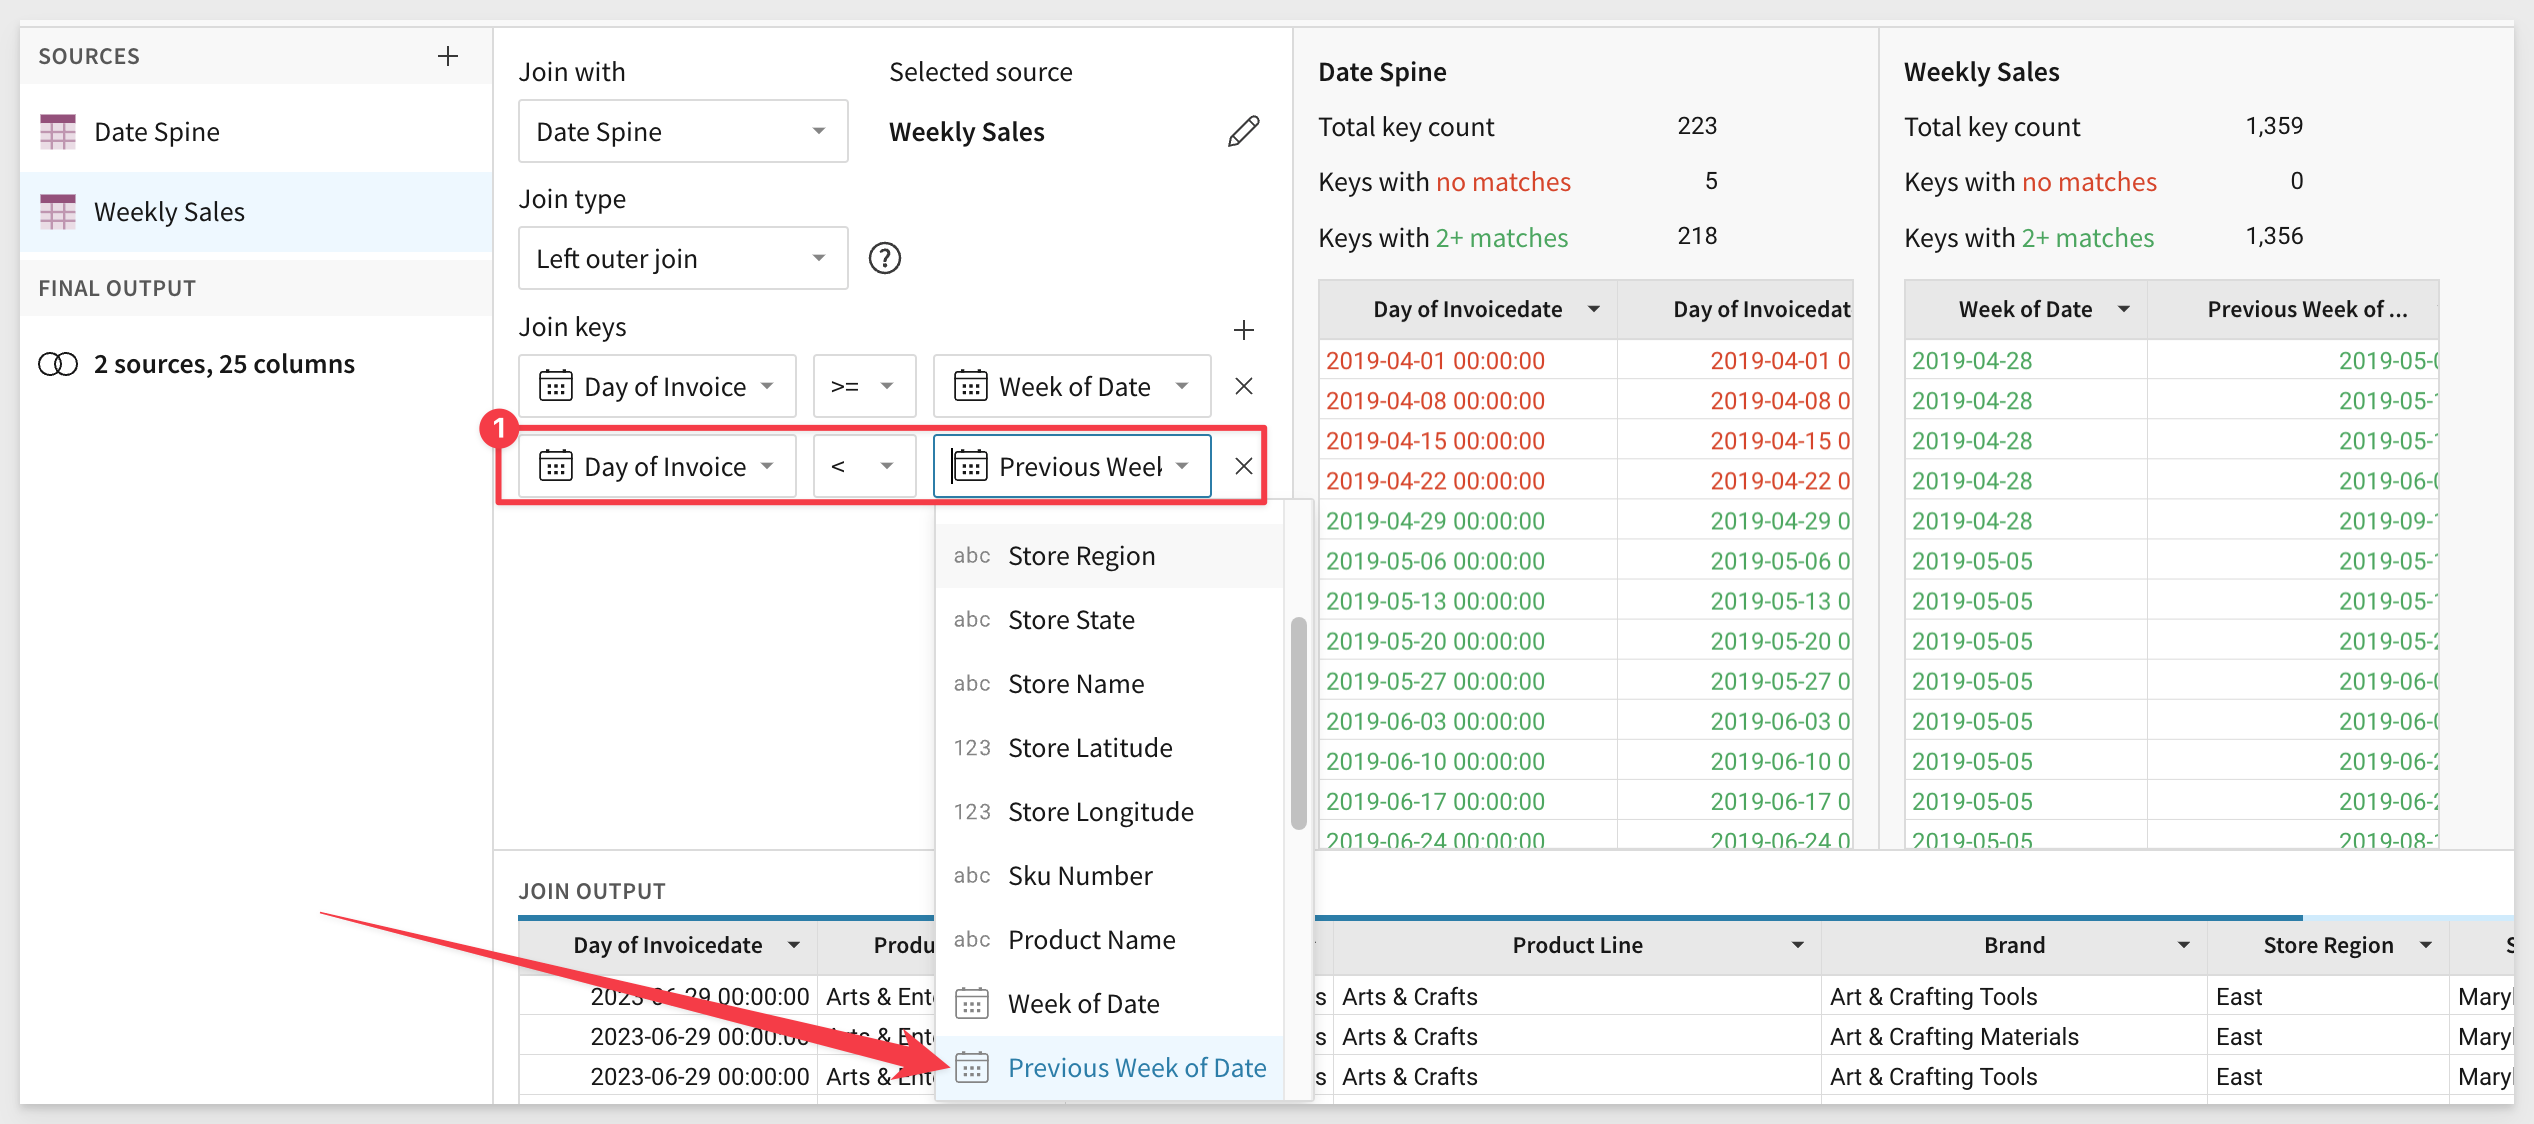 SOURCES
Date Spine
Weekly Sales
FINAL OUTPUT
2 sources, 25 columns
Join with
Selected source
Date Spine
Weekly Sales
Join type
Left outer join
?
Join keys
Day of Invoice
>=
Week of Date
1
Day of Invoice
<
Previous Week
abc Store Region
abc Store State
abc Store Name
123 Store Latitude
123 Store Longitude
abc Sku Number
abc Product Name
Week of Date
Previous Week of Date
Date Spine
Total key count 223
Keys with no matches 5
Keys with 2+ matches 218
Day of Invoicedate Day of Invoicedat
2019-04-01 00:00:00 2019-04-01 0
2019-04-08 00:00:00 2019-04-08 0
2019-04-15 00:00:00 2019-04-15 0
2019-04-22 00:00:00 2019-04-22 0
2019-04-29 00:00:00 2019-04-29 0
2019-05-06 00:00:00 2019-05-06 0
2019-05-13 00:00:00 2019-05-13 0
2019-05-20 00:00:00 2019-05-20 0
2019-05-27 00:00:00 2019-05-27 0
2019-06-03 00:00:00 2019-06-03 0
2019-06-10 00:00:00 2019-06-10 0
2019-06-17 00:00:00 2019-06-17 0
2019-06-24 00:00:00 2019-06-24 0
Weekly Sales
Total key count 1,359
Keys with no matches 0
Keys with 2+ matches 1,356
Week of Date Previous Week of ...
2019-04-28 2019-05-
2019-04-28 2019-05-
2019-04-28 2019-05-
2019-04-28 2019-06-
2019-04-28 2019-09-
2019-05-05 2019-05-
2019-05-05 2019-05-
2019-05-05 2019-05-
2019-05-05 2019-06-
2019-05-05 2019-06-
2019-05-05 2019-06-
2019-05-05 2019-06-
2019-05-05 2019-08-
JOIN OUTPUT
Day of Invoicedate Produ Product Line Brand Store Region S
2023-06-29 00:00:00 Arts & Ent s Arts & Crafts Art & Crafting Tools East Mary
2023-06-29 00:00:00 Arts & Ent s Arts & Crafts Art & Crafting Materials East Mary
2023-06-29 00:00:00 Arts & Ent s Arts & Crafts Art & Crafting Tools East Mary